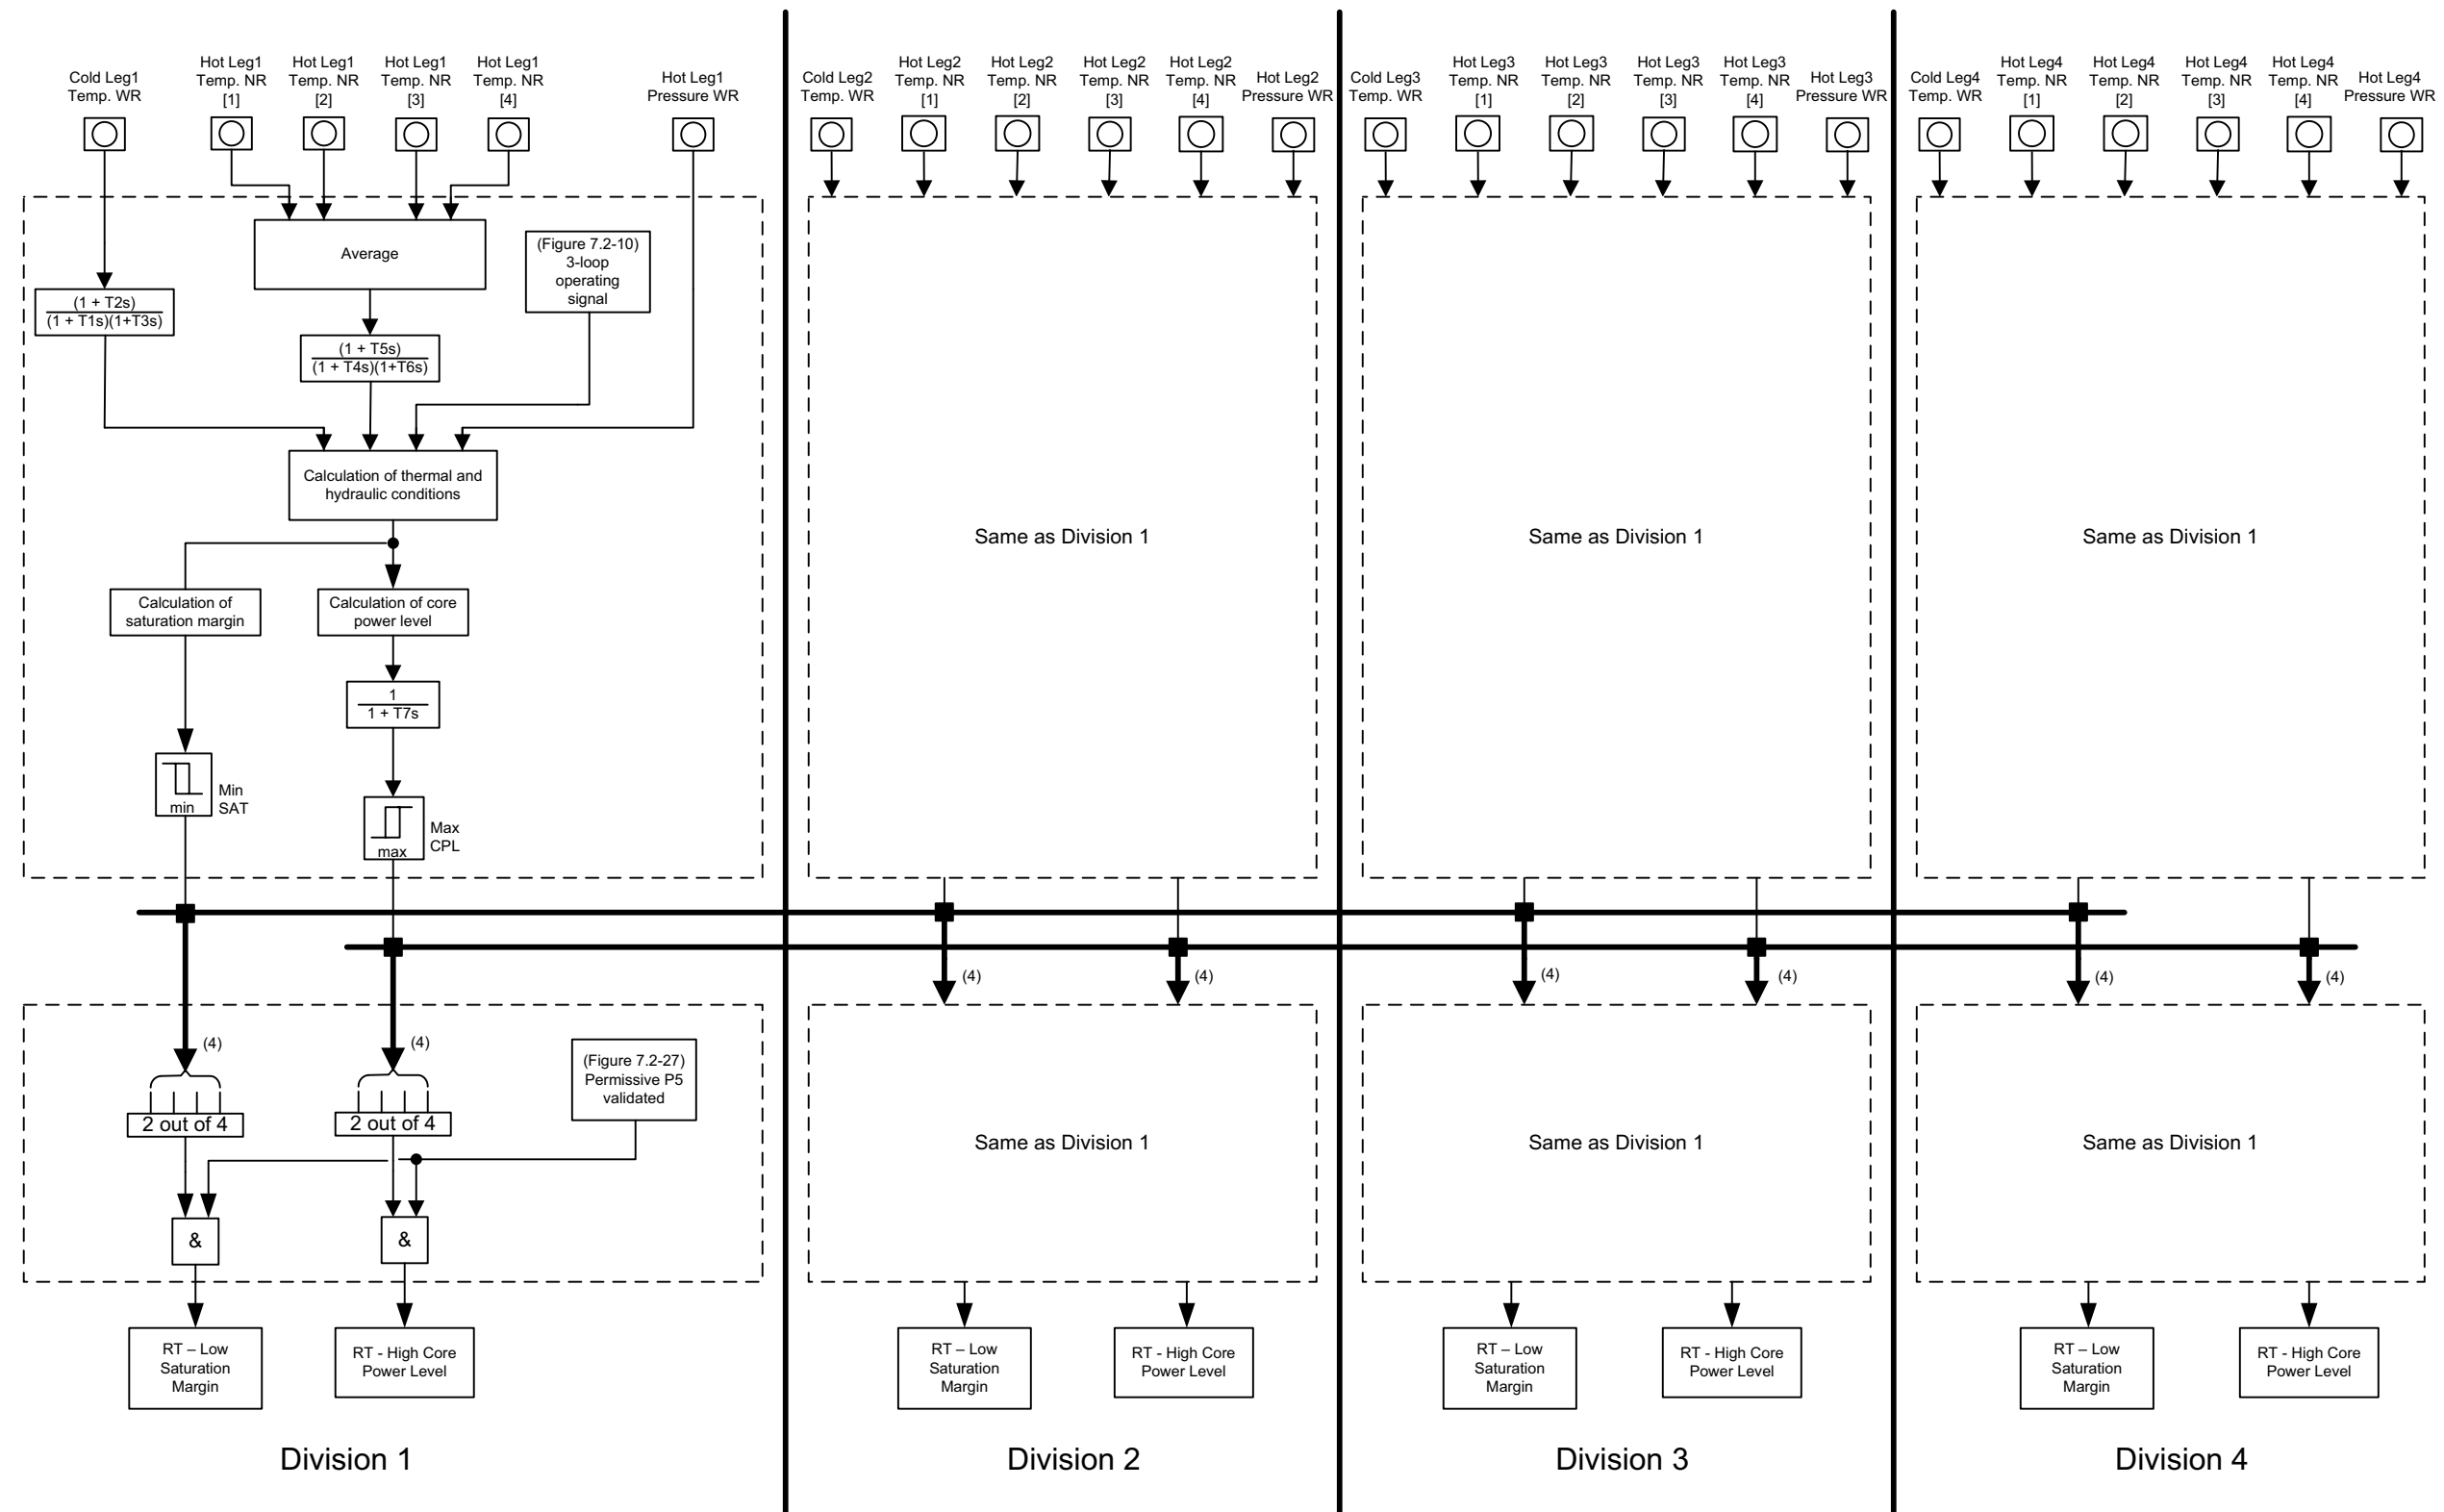 Cold Leg1
Temp. WR
Hot Leg1
Temp. NR
[1]
Hot Leg1
Temp. NR
[2]
Hot Leg1
Temp. NR
[3]
Hot Leg1
Temp. NR
[4]
Hot Leg1
Pressure WR
Cold Leg2
Temp. WR
Hot Leg2
Temp. NR
[1]
Hot Leg2
Temp. NR
[2]
Hot Leg2
Temp. NR
[3]
Hot Leg2
Temp. NR
[4]
Hot Leg2
Pressure WR
Cold Leg3
Temp. WR
Hot Leg3
Temp. NR
[1]
Hot Leg3
Temp. NR
[2]
Hot Leg3
Temp. NR
[3]
Hot Leg3
Temp. NR
[4]
Hot Leg3
Pressure WR
Cold Leg4
Temp. WR
Hot Leg4
Temp. NR
[1]
Hot Leg4
Temp. NR
[2]
Hot Leg4
Temp. NR
[3]
Hot Leg4
Temp. NR
[4]
Hot Leg4
Pressure WR
Average
(Figure 7.2-10)
3-loop
operating
signal
(1 + T2s)
(1 + T1s)(1+T3s)
(1 + T5s)
(1 + T4s)(1+T6s)
Calculation of thermal and
hydraulic conditions
Calculation of
saturation margin
Calculation of core
power level
1
1 + T7s
min
Min
SAT
max
Max
CPL
Same as Division 1
Same as Division 1
Same as Division 1
(4)
(4)
(4)
(4)
(4)
(4)
(4)
(4)
2 out of 4
2 out of 4
(Figure 7.2-27)
Permissive P5
validated
&
&
Same as Division 1
Same as Division 1
Same as Division 1
RT – Low
Saturation
Margin
RT - High Core
Power Level
RT – Low
Saturation
Margin
RT - High Core
Power Level
RT – Low
Saturation
Margin
RT - High Core
Power Level
RT – Low
Saturation
Margin
RT - High Core
Power Level
Division 1
Division 2
Division 3
Division 4